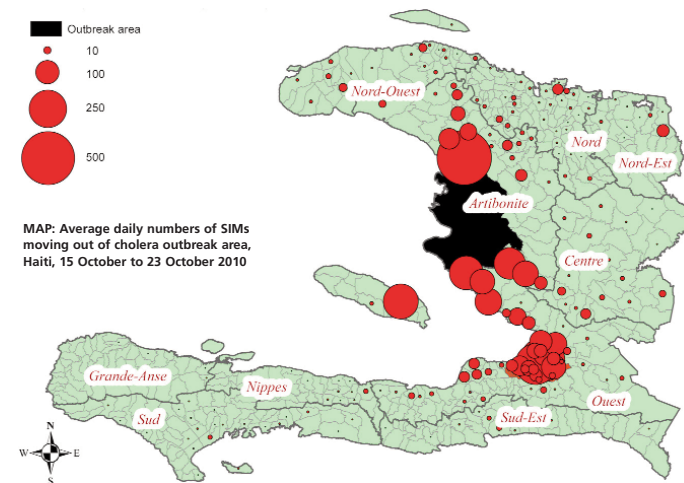 Outbreak area
10
100
250
500
MAP: Average daily numbers of SIMs
moving out of cholera outbreak area,
Haiti, 15 October to 23 October 2010
Nord-Ouest
Nord
Nord-Est
Artibonite
Centre
Grande-Anse
Nippes
Ouest
Sud
Sud-Est
N
W E
S